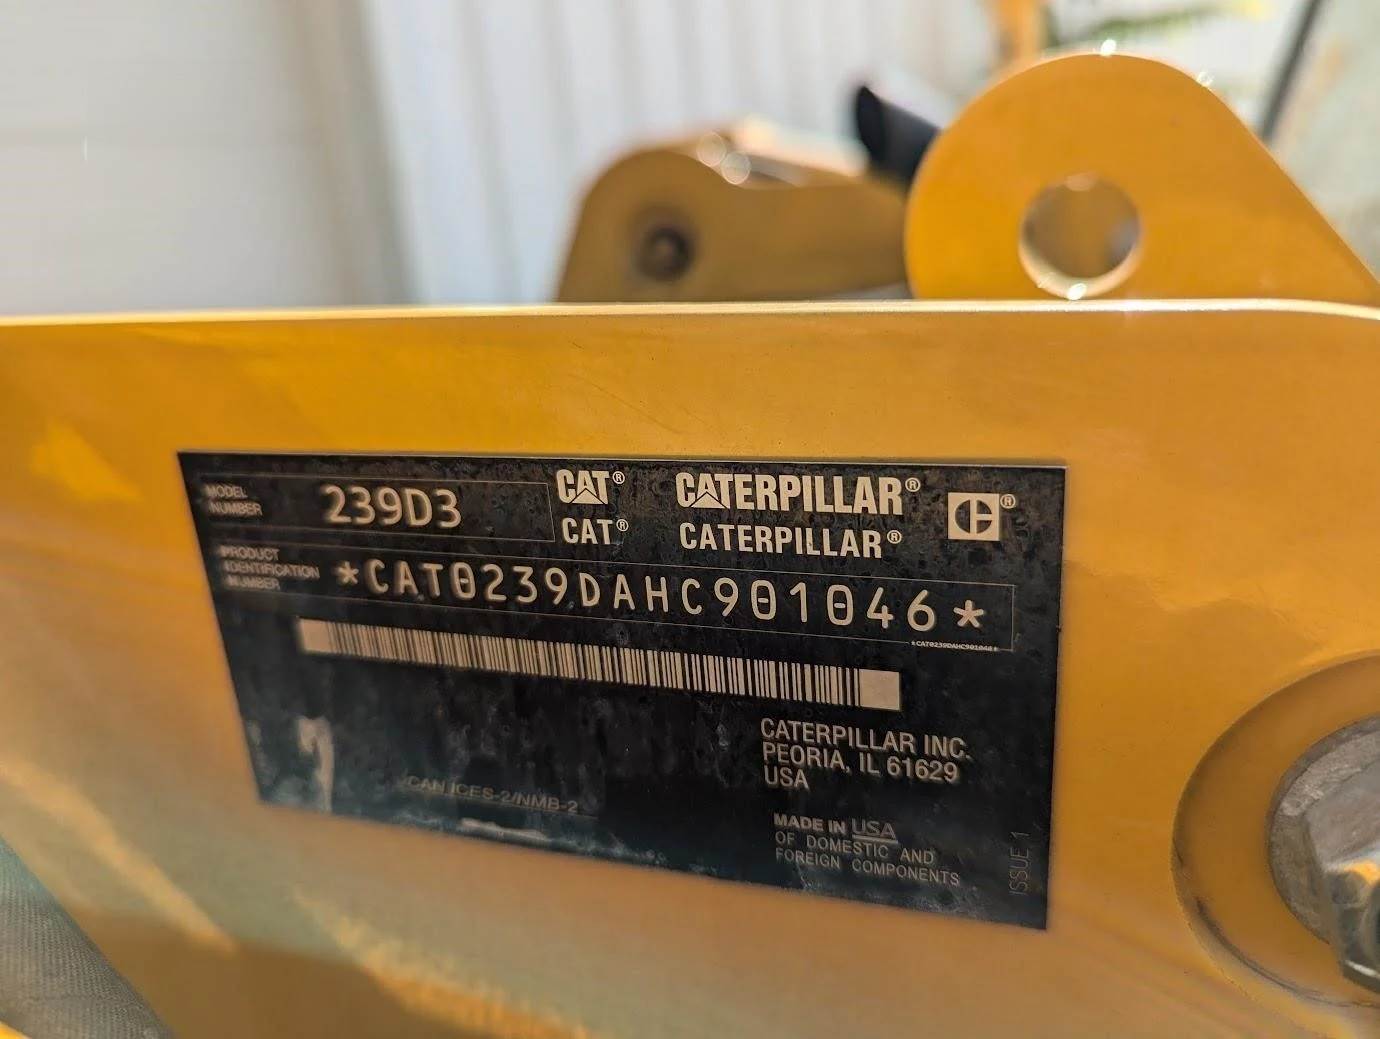 MODEL
NUMBER
239D3
CAT® CATERPILLAR®
CAT® CATERPILLAR®
PRODUCT
IDENTIFICATION
NUMBER
*CAT0239DAHC901046*
*CAT0239DAHC901046*
CATERPILLAR INC.
PEORIA, IL 61629
USA
CAN ICES-2/NMB-2
MADE IN USA
OF DOMESTIC AND
FOREIGN COMPONENTS
ISSUE 1